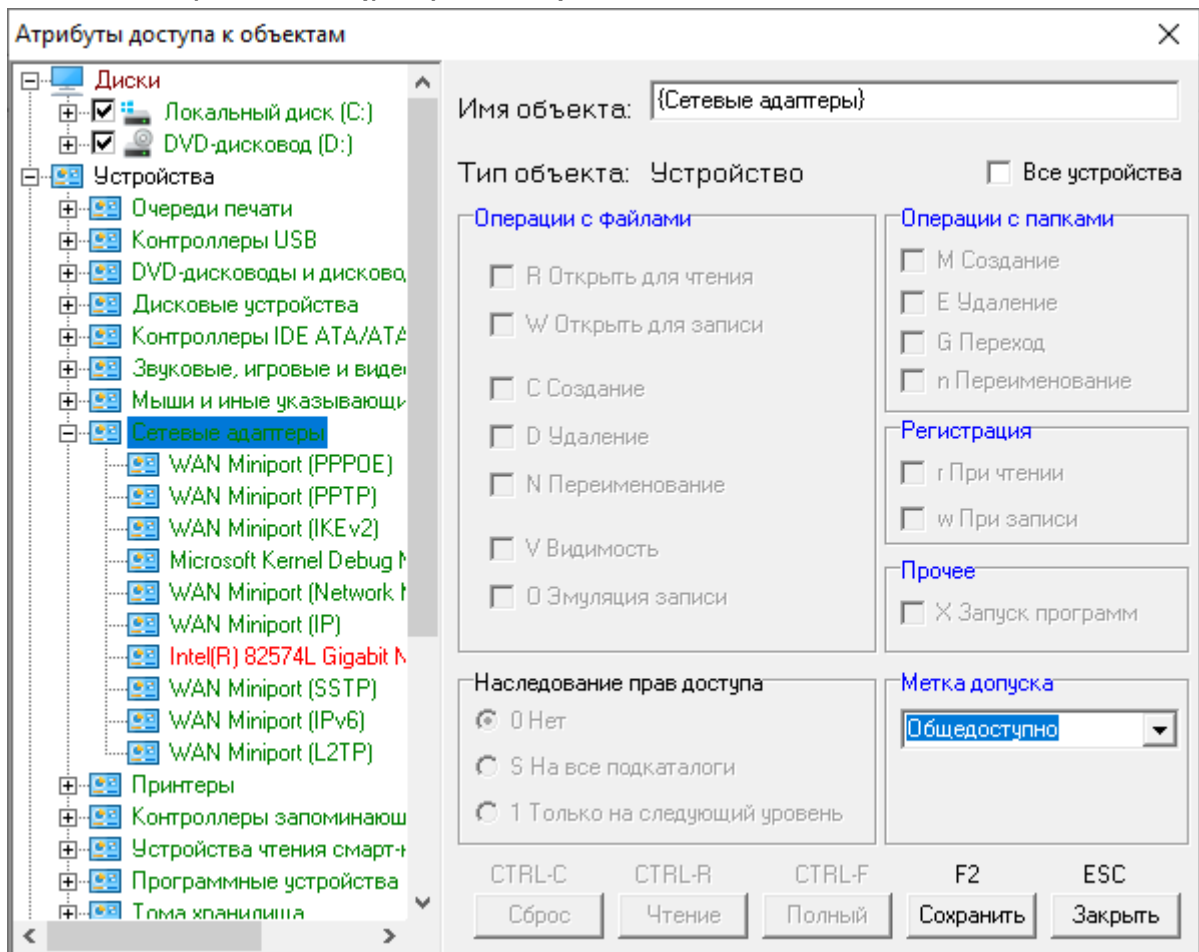 Атрибуты доступа к объектам
Диски
Локальный диск (C:)
DVD-дисковод (D:)
Устройства
Очереди печати
Контроллеры USB
DVD-дисководы и дисково
Дисковые устройства
Контроллеры IDE ATA/ATA
Звуковые, игровые и виде
Мыши и иные указывающи
Сетевые адаптеры
WAN Miniport (PPPOE)
WAN Miniport (PPTP)
WAN Miniport (IKEv2)
Microsoft Kernel Debug N
WAN Miniport (Network M
WAN Miniport (IP)
Intel(R) 82574L Gigabit N
WAN Miniport (SSTP)
WAN Miniport (IPv6)
WAN Miniport (L2TP)
Принтеры
Контроллеры запоминающ
Устройства чтения смарт-к
Программные устройства
Тома хранилища
Имя объекта: {Сетевые адаптеры}
Тип объекта: Устройство
Все устройства
Операции с файлами
R Открыть для чтения
W Открыть для записи
C Создание
D Удаление
N Переименование
V Видимость
O Эмуляция записи
Операции с папками
M Создание
E Удаление
G Переход
n Переименование
Регистрация
r При чтении
w При записи
Прочее
X Запуск программ
Наследование прав доступа
0 Нет
S На все подкаталоги
1 Только на следующий уровень
Метка допуска
Общедоступно
CTRL-C CTRL-R CTRL-F F2 ESC
Сброс Чтение Полный Сохранить Закрыть